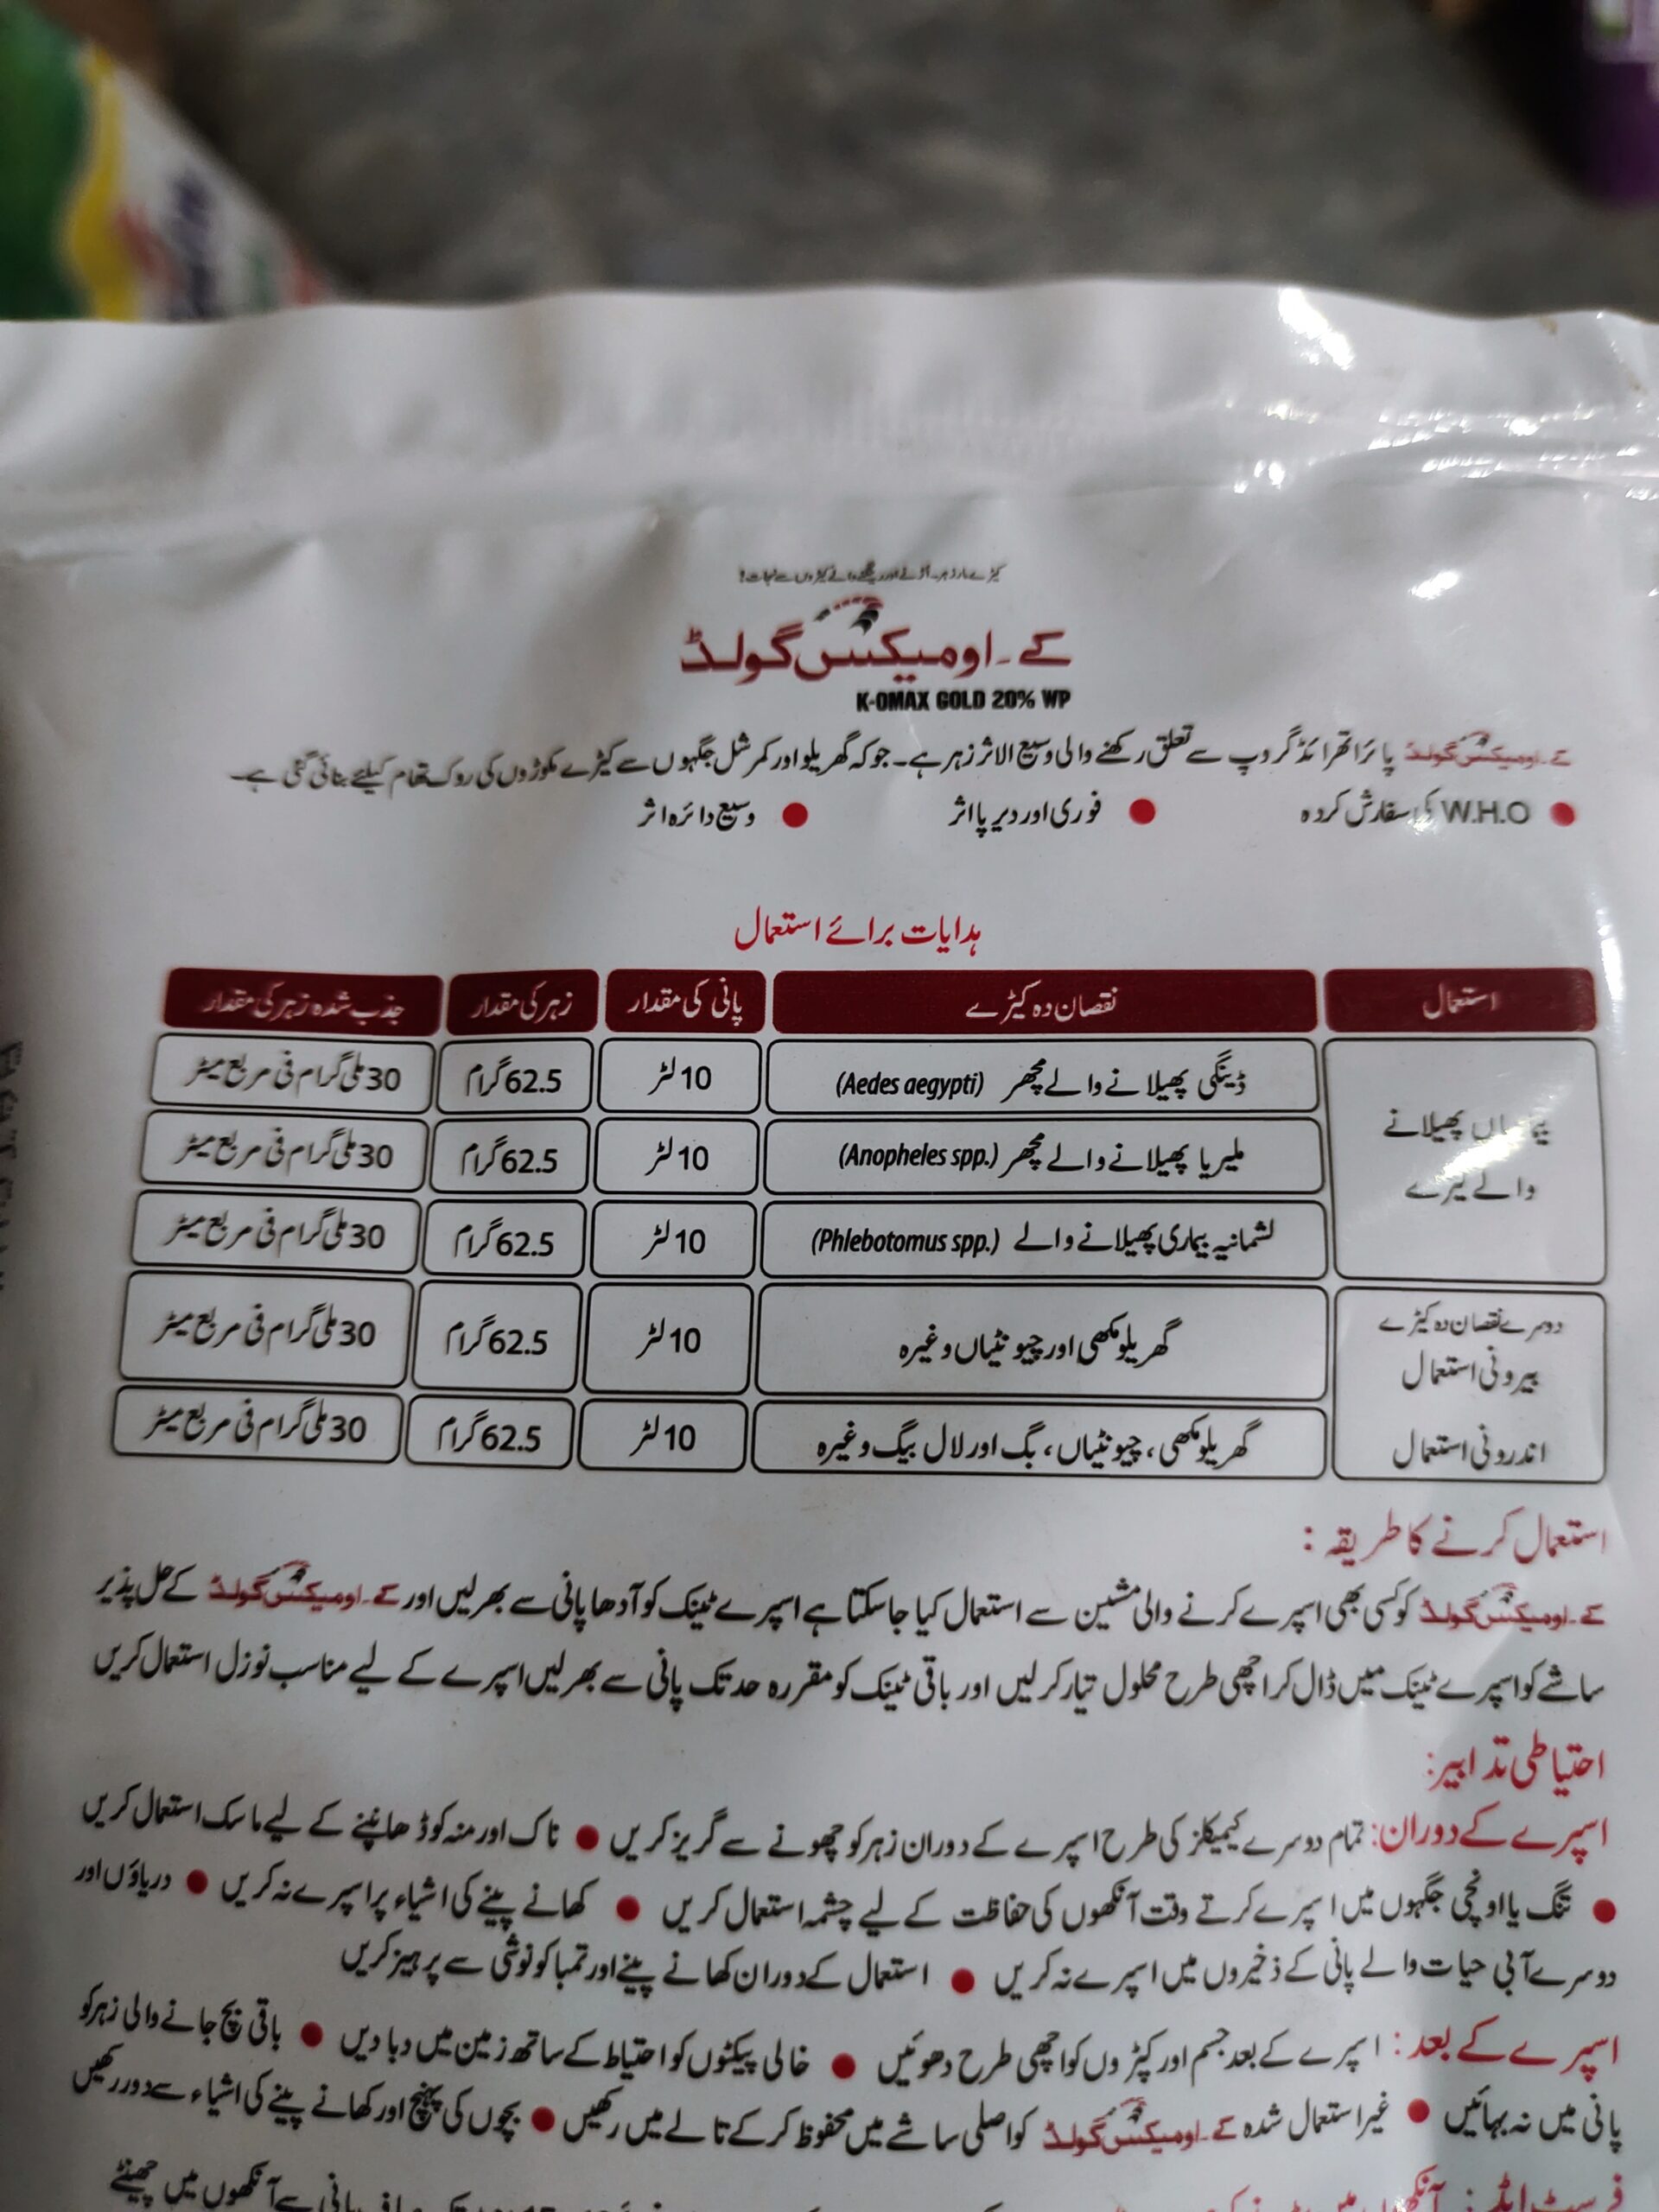 کے۔اومیکس گولڈ
K-OMAX GOLD 20% WP
کے۔اومیکس گولڈ پائراتھرائڈ گروپ سے تعلق رکھنے والی وسیع الاثر زہر ہے۔ جو کہ گھریلو اور کمرشل جگہوں سے کیڑے مکوڑوں کی روک تھام کیلئے بنائی گئی ہے۔
● W.H.O کی سفارش کردہ ● فوری اور دیرپا اثر ● وسیع دائرہ اثر
ہدایات برائے استعمال
استعمال نقصان دہ کیڑے پانی کی مقدار زہر کی مقدار جذب شدہ زہر کی مقدار
بیماریاں پھیلانے
والے کیڑے
ڈینگی پھیلانے والے مچھر (Aedes aegypti) 10 لٹر 62.5 گرام 30 ملی گرام فی مربع میٹر
ملیریا پھیلانے والے مچھر (Anopheles spp.) 10 لٹر 62.5 گرام 30 ملی گرام فی مربع میٹر
لشمانیہ بیماری پھیلانے والے (Phlebotomus spp.) 10 لٹر 62.5 گرام 30 ملی گرام فی مربع میٹر
دوسرے نقصان دہ کیڑے
بیرونی استعمال گھریلو مکھی اور چیونٹیاں وغیرہ 10 لٹر 62.5 گرام 30 ملی گرام فی مربع میٹر
اندرونی استعمال گھریلو مکھی، چیونٹیاں، بگ اور لال بیگ وغیرہ 10 لٹر 62.5 گرام 30 ملی گرام فی مربع میٹر
استعمال کرنے کا طریقہ :
کے۔اومیکس گولڈ کو کسی بھی اسپرے کرنے والی مشین سے استعمال کیا جا سکتا ہے اسپرے ٹینک کو آدھا پانی سے بھر لیں اور کے۔اومیکس گولڈ کے حل پذیر
ساشے کو اسپرے ٹینک میں ڈال کر اچھی طرح محلول تیار کر لیں اور باقی ٹینک کو مقررہ حد تک پانی سے بھر لیں اسپرے کے لیے مناسب نوزل استعمال کریں
احتیاطی تدابیر:
اسپرے کے دوران: تمام دوسرے کیمیکلز کی طرح اسپرے کے دوران زہر کو چھونے سے گریز کریں ● ناک اور منہ کو ڈھانپنے کے لیے ماسک استعمال کریں
● تنگ یا اونچی جگہوں میں اسپرے کرتے وقت آنکھوں کی حفاظت کے لیے چشمہ استعمال کریں ● کھانے پینے کی اشیاء پر اسپرے نہ کریں ● دریاؤں اور
دوسرے آبی حیات والے پانی کے ذخیروں میں اسپرے نہ کریں ● استعمال کے دوران کھانے پینے اور تمباکو نوشی سے پرہیز کریں
اسپرے کے بعد : اسپرے کے بعد جسم اور کپڑوں کو اچھی طرح دھوئیں ● خالی پیکٹوں کو احتیاط کے ساتھ زمین میں دبا دیں ● باقی بچ جانے والی زہر کو
پانی میں نہ بہائیں ● غیر استعمال شدہ کے۔اومیکس گولڈ کو اصلی ساشے میں محفوظ کر کے تالے میں رکھیں ● بچوں کی پہنچ اور کھانے پینے کی اشیاء سے دور رکھیں
فرسٹ ایڈ: آنکھوں میں پانی سے آنکھوں میں چھینٹے